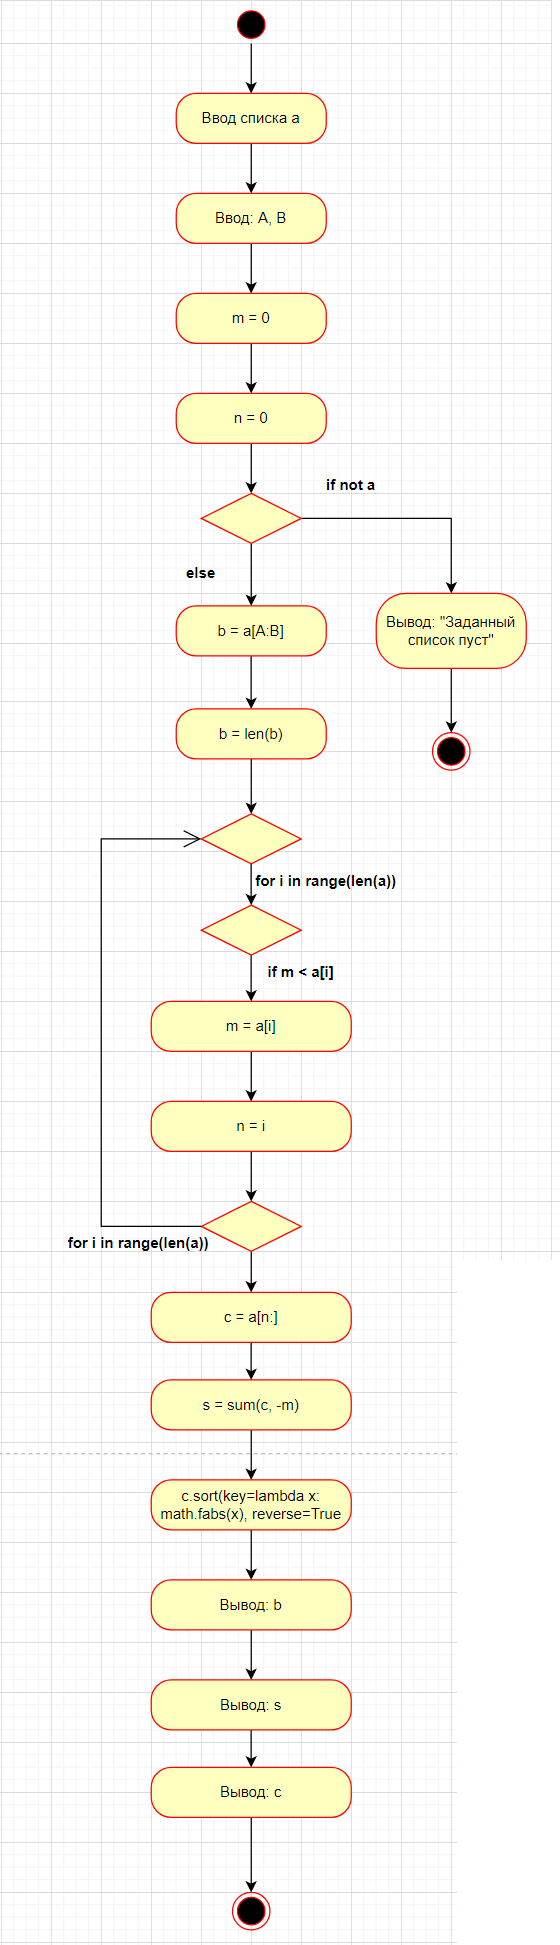 Ввод списка a
Ввод: A, B
m = 0
n = 0
if not a
else
b = a[A:B]
Вывод: "Заданный
список пуст"
b = len(b)
for i in range(len(a))
if m < a[i]
m = a[i]
n = i
for i in range(len(a))
c = a[n:]
s = sum(c, -m)
c.sort(key=lambda x:
math.fabs(x), reverse=True
Вывод: b
Вывод: s
Вывод: c